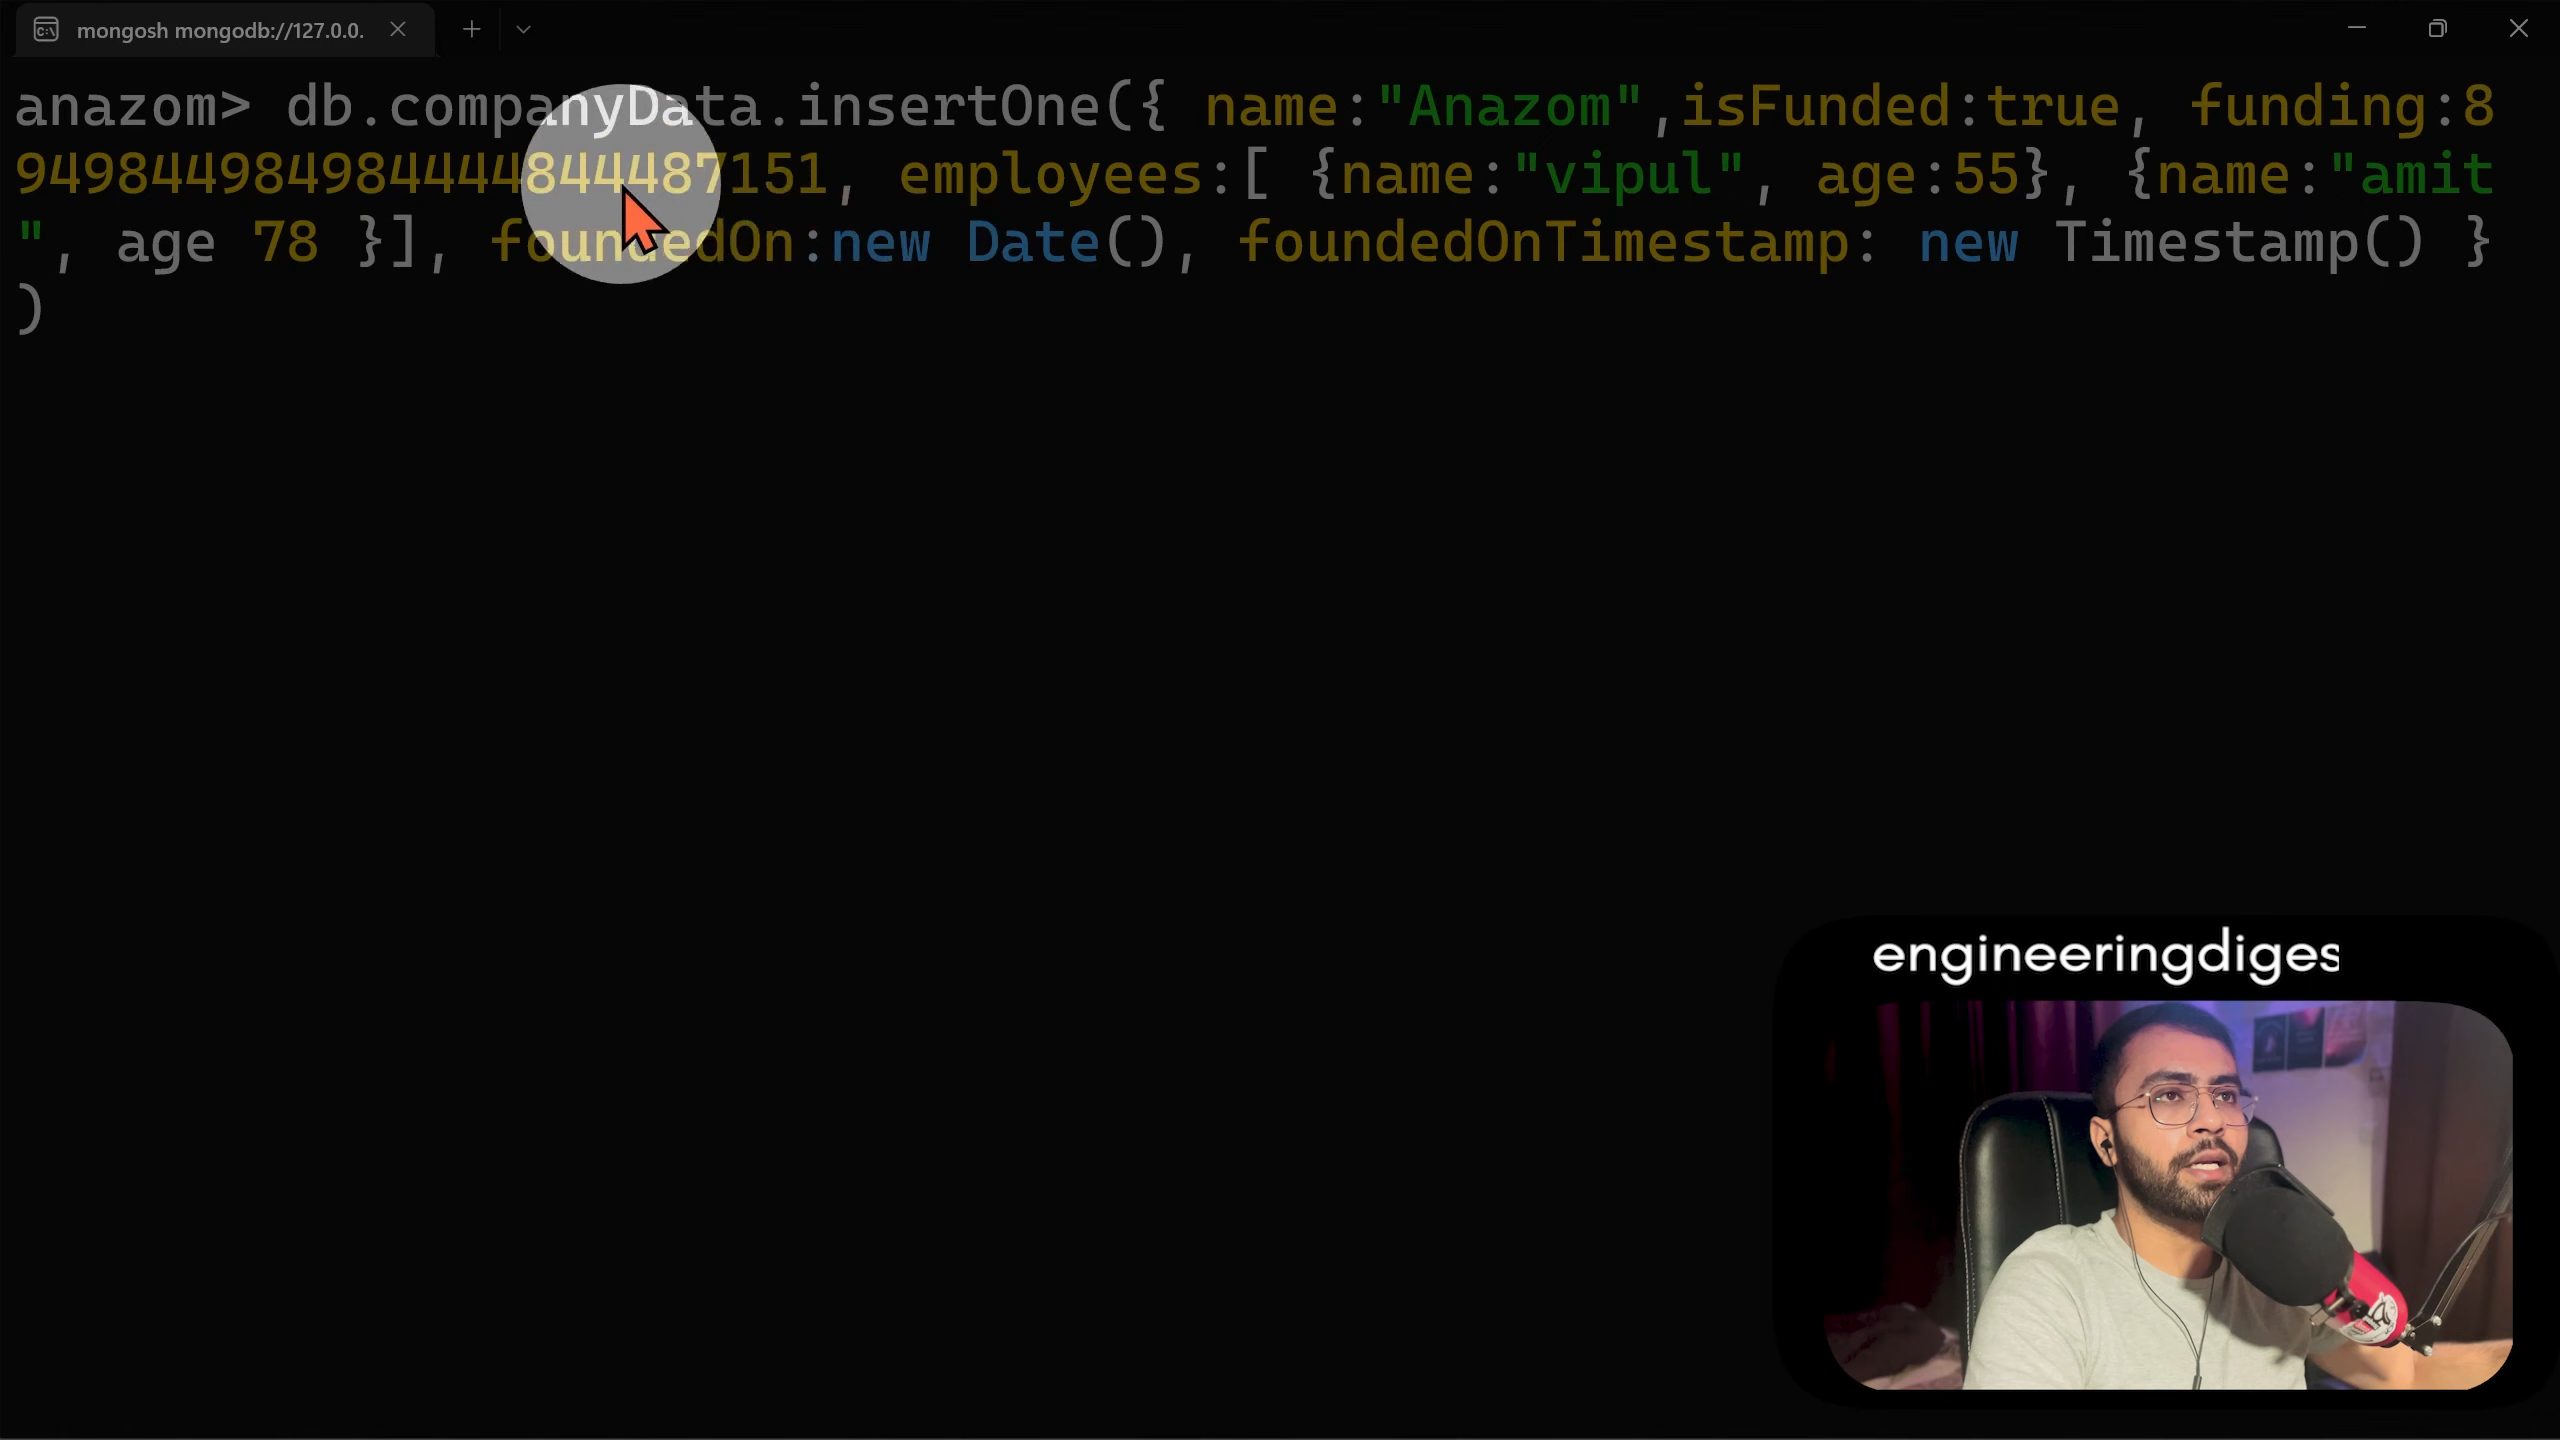 mongosh mongodb://127.0.0.
anazom> db.companyData.insertOne({ name:"Anazom",isFunded:true, funding:8
949844984984444844487151, employees:[ {name:"vipul", age:55}, {name:"amit
", age 78 }], foundedOn:new Date(), foundedOnTimestamp: new Timestamp() }
)
engineeringdiges